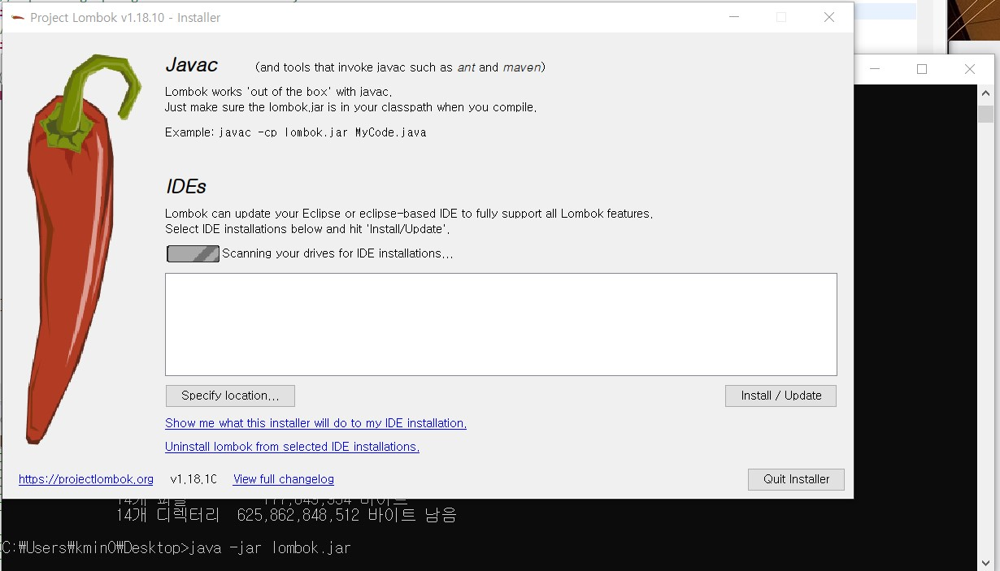 Project Lombok v1.18.10 - Installer
Javac (and tools that invoke javac such as ant and maven)
Lombok works 'out of the box' with javac.
Just make sure the lombok.jar is in your classpath when you compile.
Example: javac -cp lombok.jar MyCode.java
IDEs
Lombok can update your Eclipse or eclipse-based IDE to fully support all Lombok features.
Select IDE installations below and hit 'Install/Update'.
Scanning your drives for IDE installations...
Specify location... Install / Update
Show me what this installer will do to my IDE installation.
Uninstall lombok from selected IDE installations.
https://projectlombok.org v1.18.10 View full changelog Quit Installer
14개 파일 바이트
14개 디렉터리 625,862,848,512 바이트 남음
C:₩Users₩kmin0₩Desktop>java -jar lombok.jar